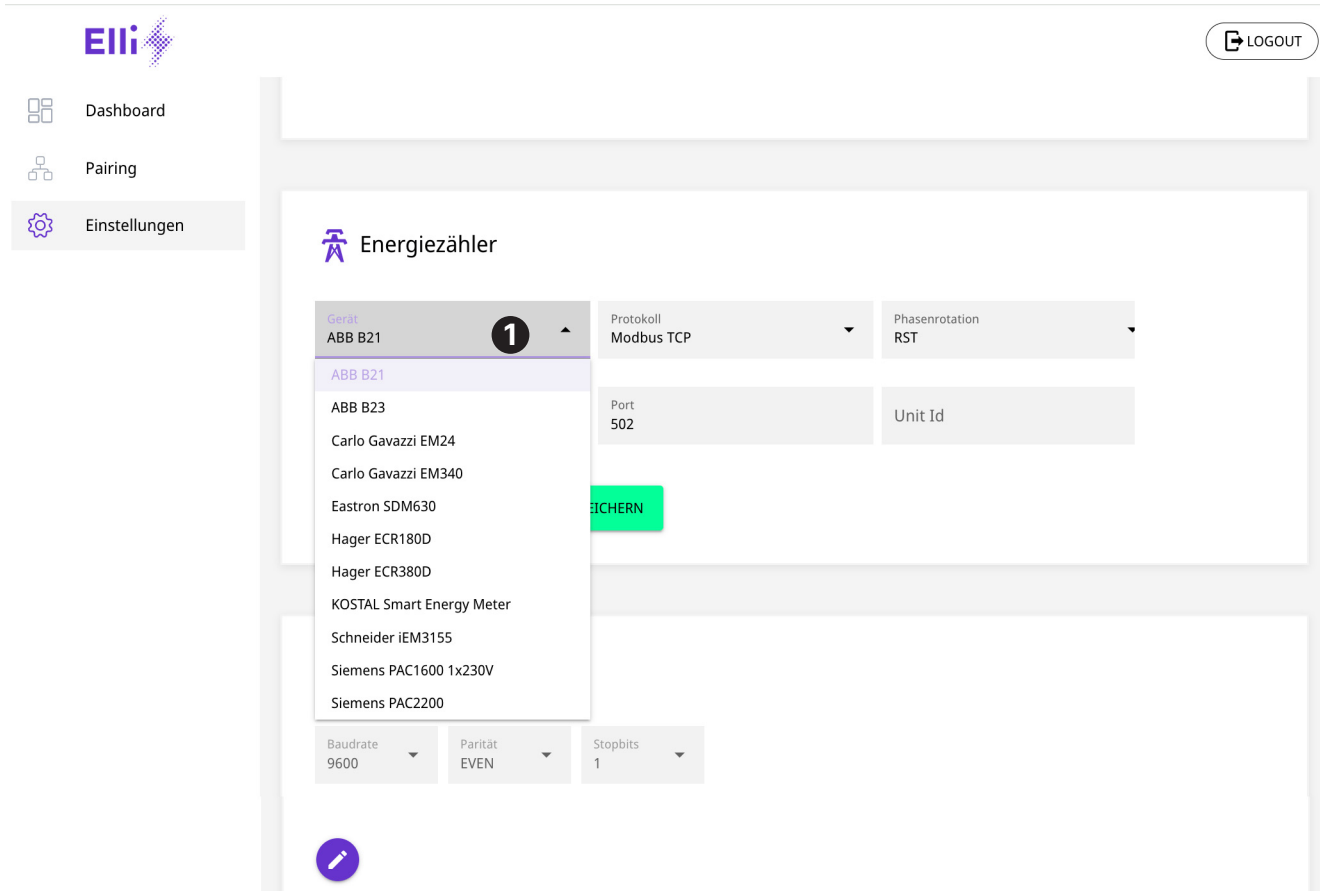 Elli
LOGOUT
Dashboard
Pairing
Einstellungen
Energiezähler
Gerät
ABB B21
1
Protokoll
Modbus TCP
Phasenrotation
RST
ABB B21
ABB B23
Carlo Gavazzi EM24
Carlo Gavazzi EM340
Eastron SDM630
Hager ECR180D
Hager ECR380D
KOSTAL Smart Energy Meter
Schneider iEM3155
Siemens PAC1600 1x230V
Siemens PAC2200
Port
502
Unit Id
EICHERN
Baudrate
9600
Parität
EVEN
Stopbits
1